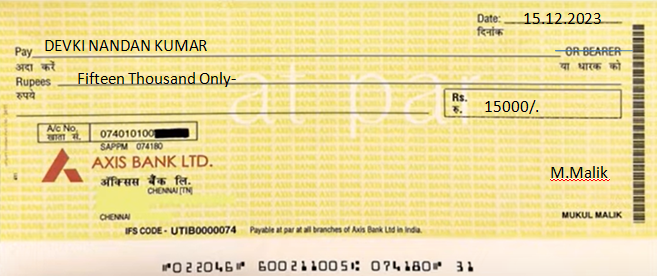 Date: 15.12.2023
दिनांक
Pay DEVKI NANDAN KUMAR OR BEARER
अदा करें या धारक को
Rupees Fifteen Thousand Only-
रुपये
Rs. 15000/.
रु.
at par
A/c No. 074010100
खाता सं.
SAPPM 074180
AXIS BANK LTD.
ऐक्सिस बैंक लि.
CHENNAI [TN]
M.Malik
CHENNAI
MUKUL MALIK
IFS CODE - UTIB0000074 Payable at par at all branches of Axis Bank Ltd in India.
⑈022046⑈ 600211005⑆ 074180⑈ 31